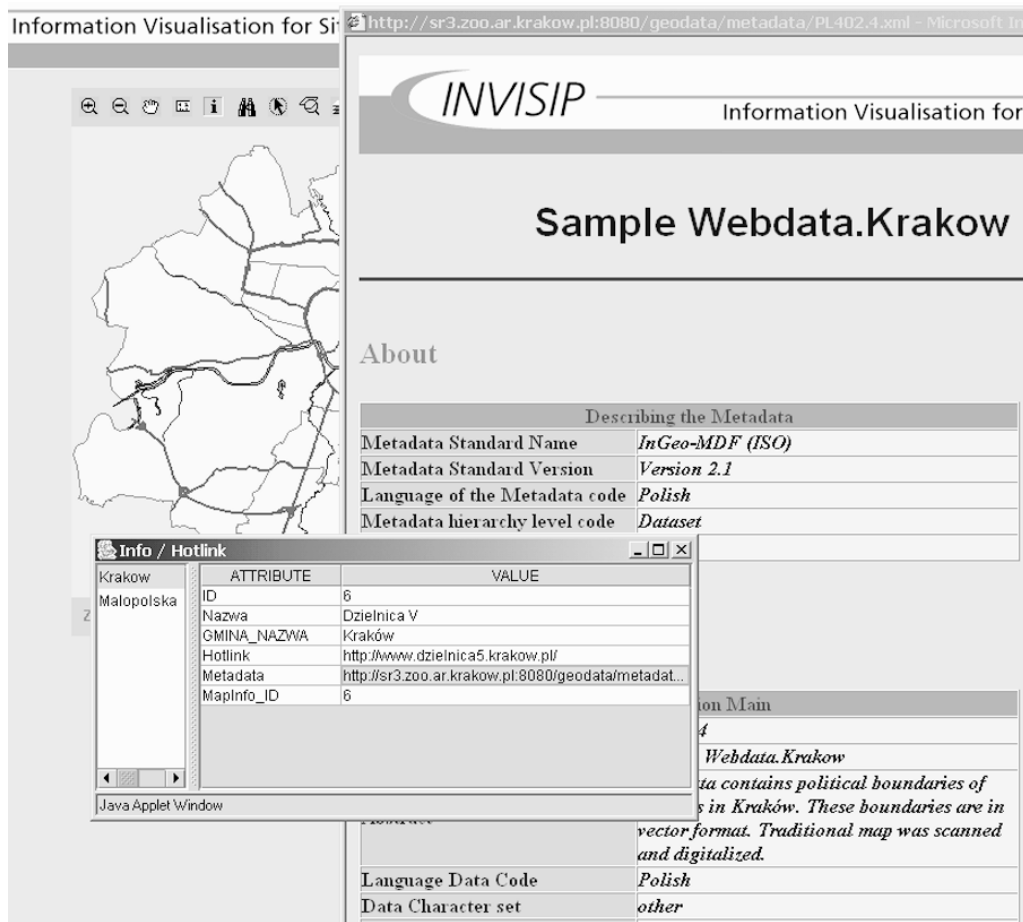 Information Visualisation for Sit
http://sr3.zoo.ar.krakow.pl:8080/geodata/metadata/PL402.4.xml - Microsoft In
INVISIP
Information Visualisation for
Sample Webdata.Krakow
About
Describing the Metadata
Metadata Standard Name InGeo-MDF (ISO)
Metadata Standard Version Version 2.1
Language of the Metadata code Polish
Metadata hierarchy level code Dataset
Info / Hotlink
Krakow
Malopolska
ATTRIBUTE VALUE
ID 6
Nazwa Dzielnica V
GMINA_NAZWA Kraków
Hotlink http://www.dzielnica5.krakow.pl/
Metadata http://sr3.zoo.ar.krakow.pl:8080/geodata/metadat...
MapInfo_ID 6
Java Applet Window
Z
ion Main
4
Webdata.Krakow
ta contains political boundaries of
s in Kraków. These boundaries are in
vector format. Traditional map was scanned
and digitalized.
Language Data Code Polish
Data Character set other